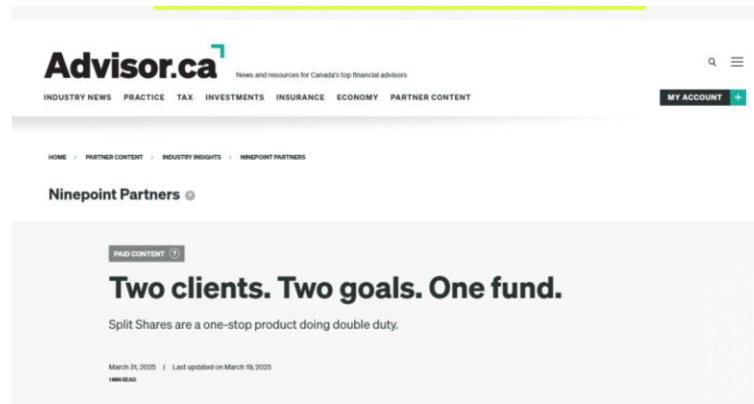 Advisor.ca
News and resources for Canada's top financial advisors
INDUSTRY NEWS PRACTICE TAX INVESTMENTS INSURANCE ECONOMY PARTNER CONTENT
MY ACCOUNT +
HOME > PARTNER CONTENT > INDUSTRY INSIGHTS > NINEPOINT PARTNERS
Ninepoint Partners ?
PAID CONTENT ?
Two clients. Two goals. One fund.
Split Shares are a one-stop product doing double duty.
March 31, 2025 | Last updated on March 19, 2025
1 MIN READ